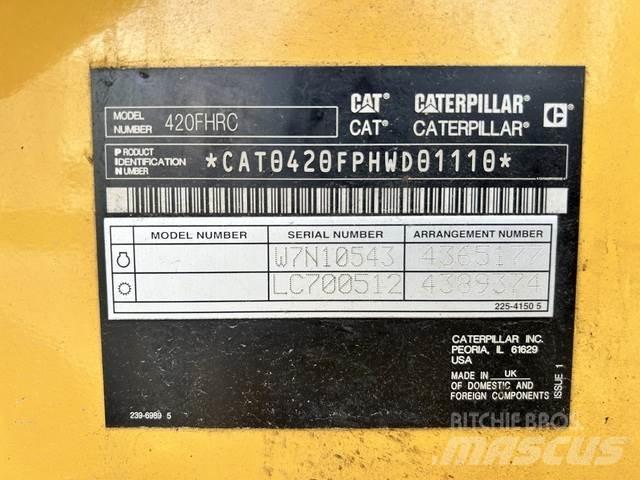 MODEL NUMBER 420FHRC
CAT CATERPILLAR C
CAT® CATERPILLAR®
PRODUCT IDENTIFICATION NUMBER *CAT0420FPHWD01110*
MODEL NUMBER SERIAL NUMBER ARRANGEMENT NUMBER
W7N10543
LC700512 4389374
225-4150 5
CATERPILLAR INC.
PEORIA, IL 61629
USA
MADE IN UK
OF DOMESTIC AND
FOREIGN COMPONENTS
ISSUE 1
239-6989 5
RITCHIE BROS.
MASCUS